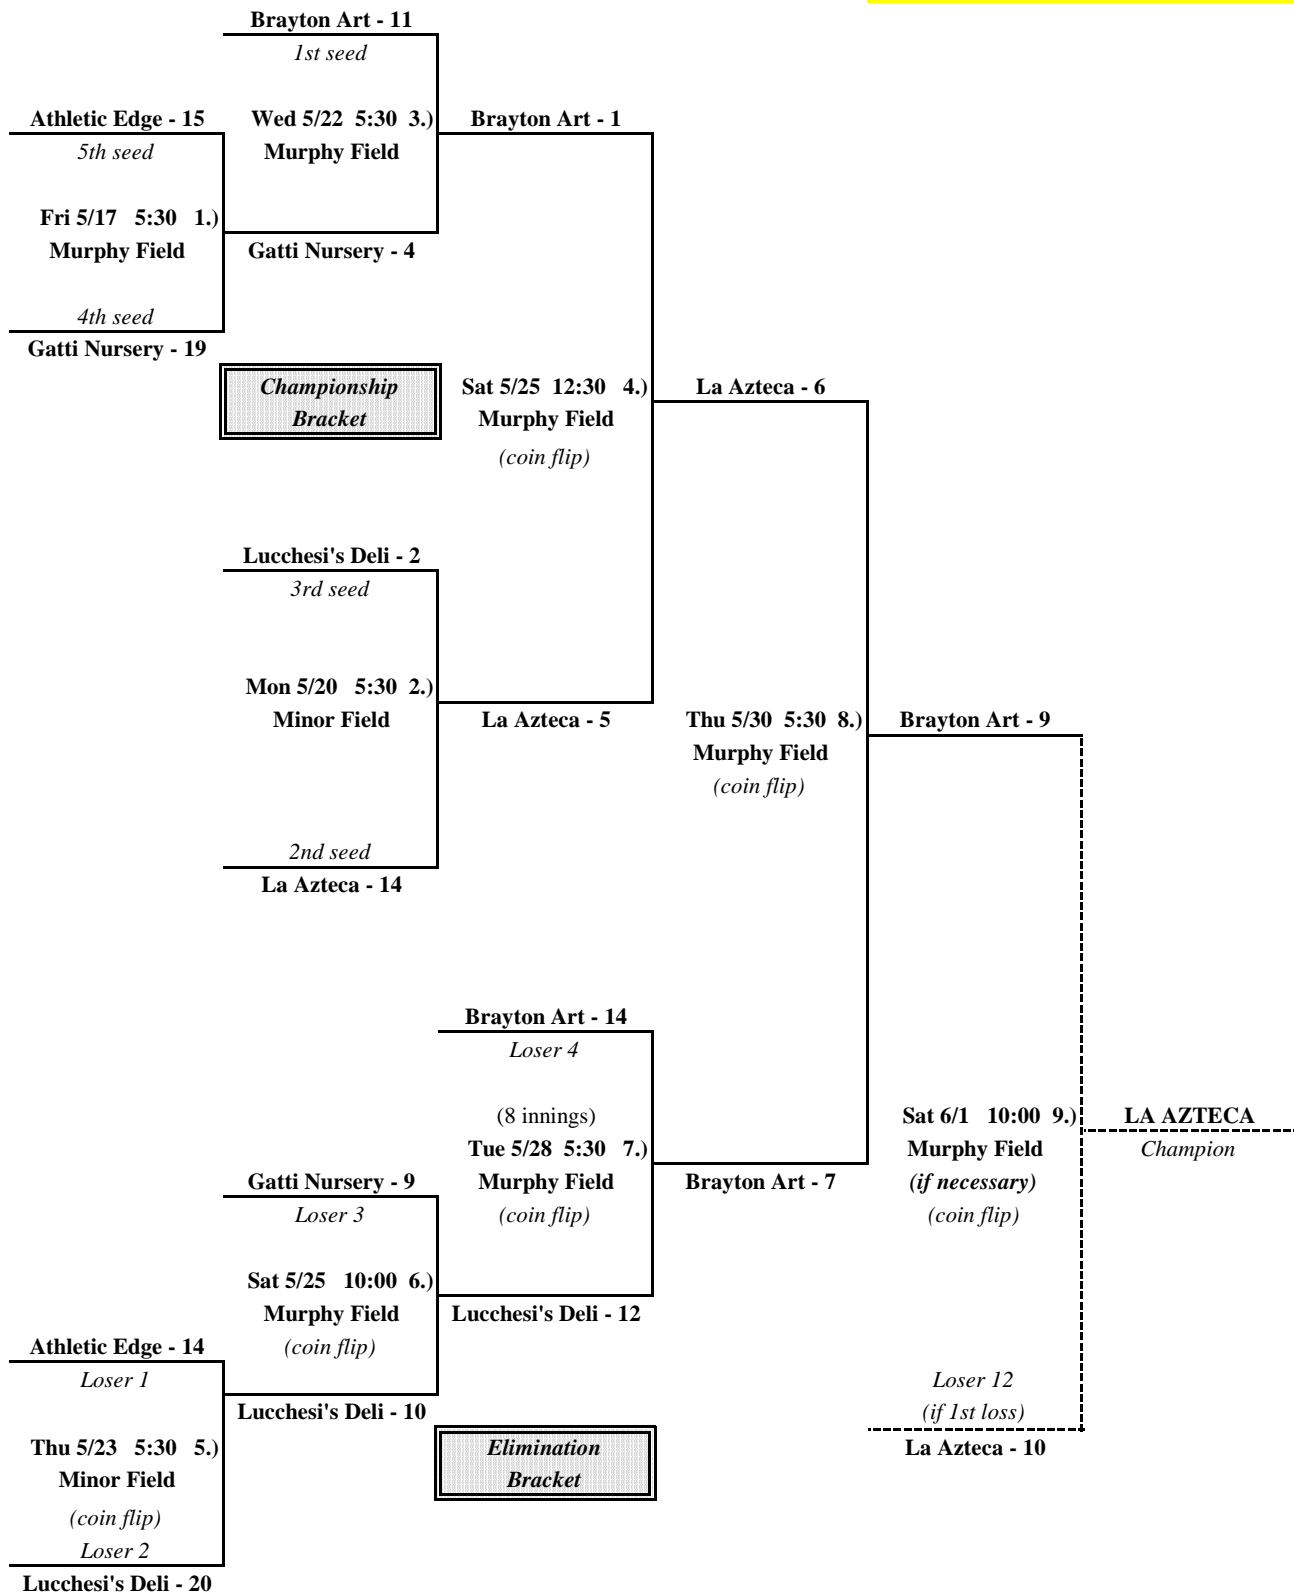 Brayton Art - 11
1st seed
Athletic Edge - 15
Wed 5/22 5:30 3.)
Brayton Art - 1
5th seed
Murphy Field
Fri 5/17 5:30 1.)
Murphy Field
Gatti Nursery - 4
4th seed
Gatti Nursery - 19
Championship
Bracket
Sat 5/25 12:30 4.)
Murphy Field
(coin flip)
La Azteca - 6
Lucchesi's Deli - 2
3rd seed
Mon 5/20 5:30 2.)
Minor Field
La Azteca - 5
Thu 5/30 5:30 8.)
Murphy Field
(coin flip)
Brayton Art - 9
2nd seed
La Azteca - 14
Brayton Art - 14
Loser 4
(8 innings)
Tue 5/28 5:30 7.)
Murphy Field
(coin flip)
Brayton Art - 7
Sat 6/1 10:00 9.)
Murphy Field
(if necessary)
(coin flip)
LA AZTECA
Champion
Gatti Nursery - 9
Loser 3
Sat 5/25 10:00 6.)
Murphy Field
(coin flip)
Lucchesi's Deli - 12
Athletic Edge - 14
Loser 1
Lucchesi's Deli - 10
Loser 12
(if 1st loss)
La Azteca - 10
Thu 5/23 5:30 5.)
Minor Field
(coin flip)
Loser 2
Lucchesi's Deli - 20
Elimination
Bracket